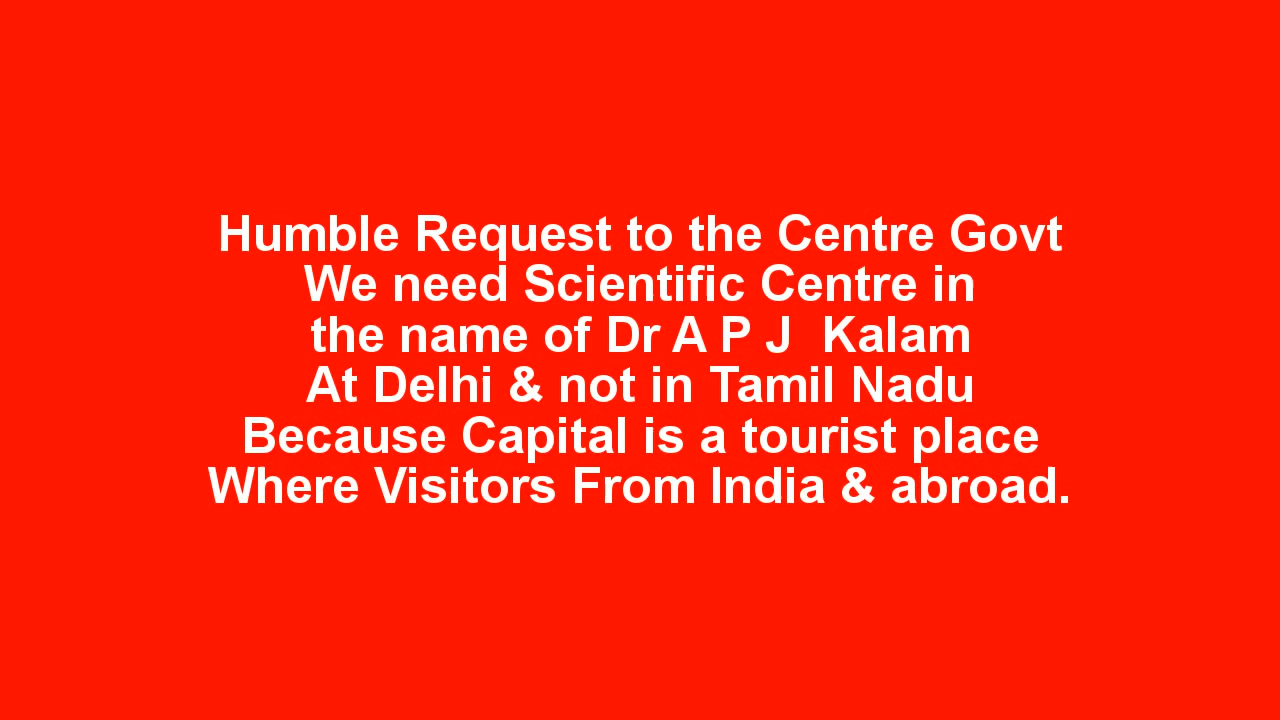 Humble Request to the Centre Govt
We need Scientific Centre in
the name of Dr A P J  Kalam
At Delhi & not in Tamil Nadu
Because Capital is a tourist place
Where Visitors From India & abroad.